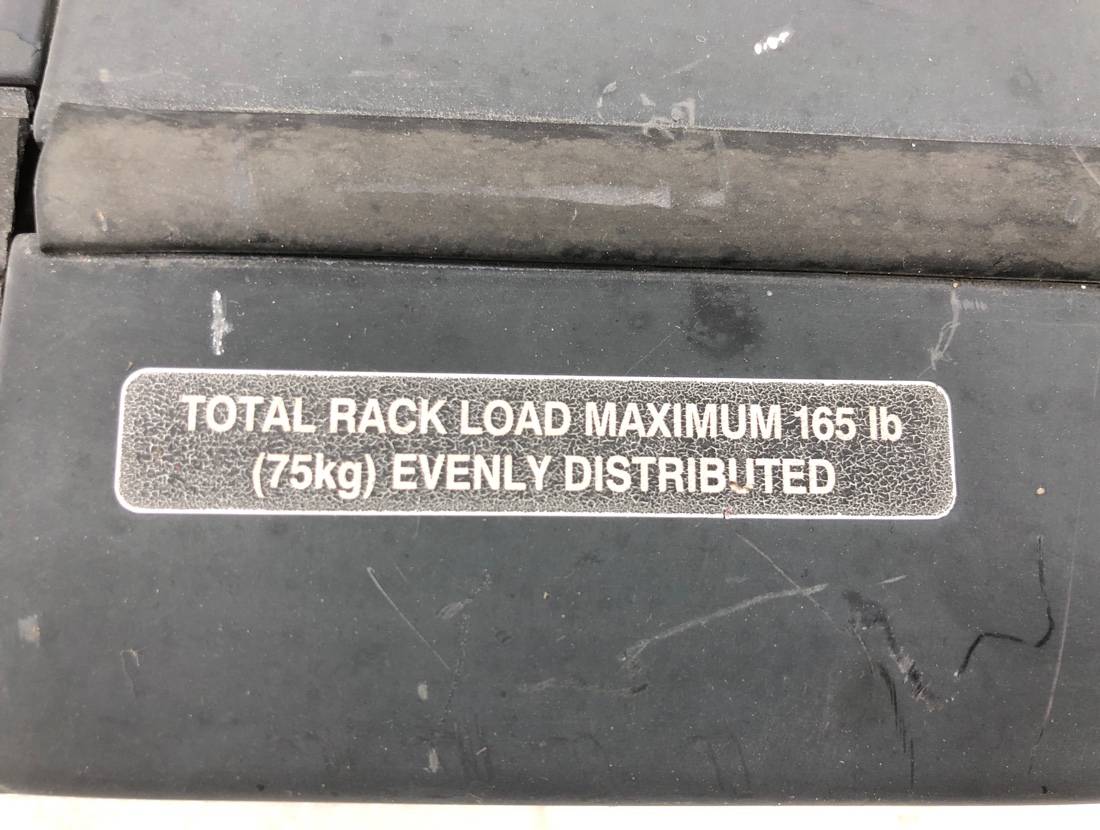 TOTAL RACK LOAD MAXIMUM 165 lb
(75kg) EVENLY DISTRIBUTED